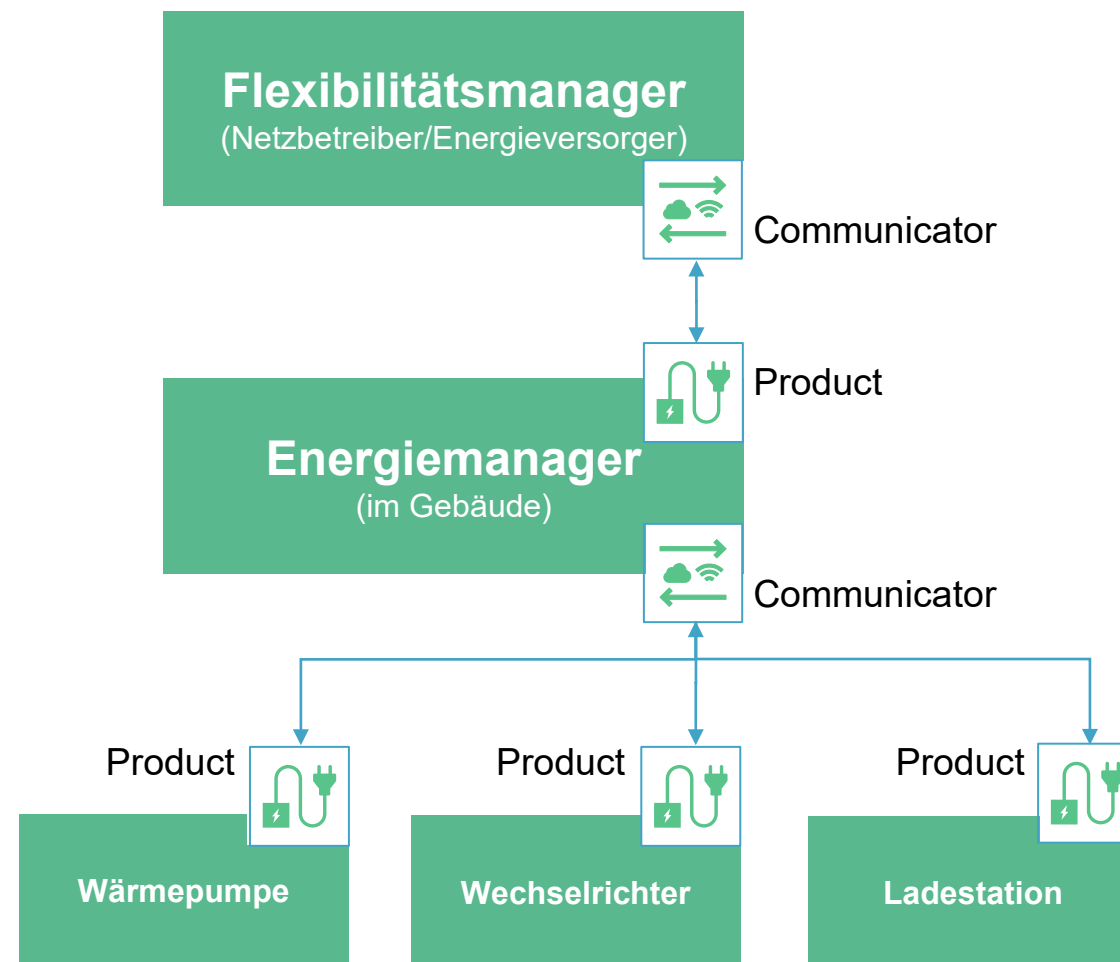 Flexibilitätsmanager
(Netzbetreiber/Energieversorger)
Communicator
Product
Energiemanager
(im Gebäude)
Communicator
Product
Product
Product
Wärmepumpe
Wechselrichter
Ladestation